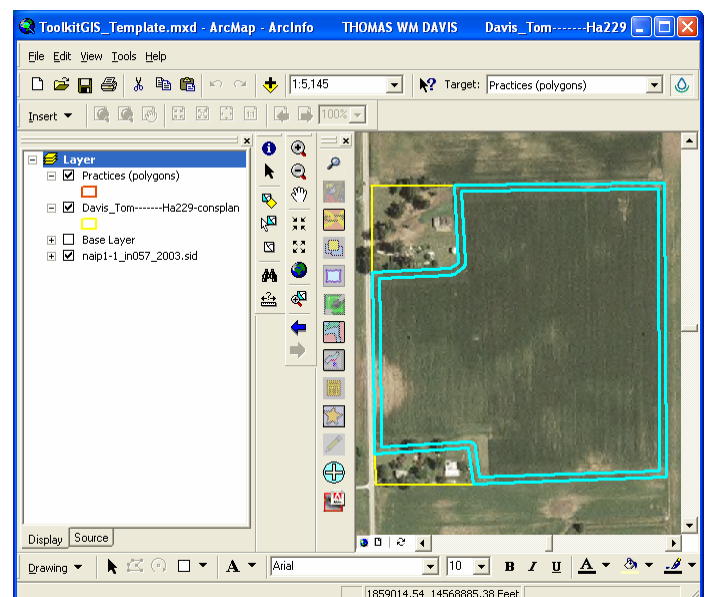 ToolkitGIS_Template.mxd - ArcMap - ArcInfo THOMAS WM DAVIS Davis_Tom-------Ha229
File Edit View Tools Help
1:5,145 Target: Practices (polygons)
Insert 1:1 100%
Layer
Practices (polygons)
Davis_Tom-------Ha229-consplan
Base Layer
naip1-1_in057_2003.sid
Display Source
Drawing A Arial 10 B I U A
1859014.54 14568885.38 Feet